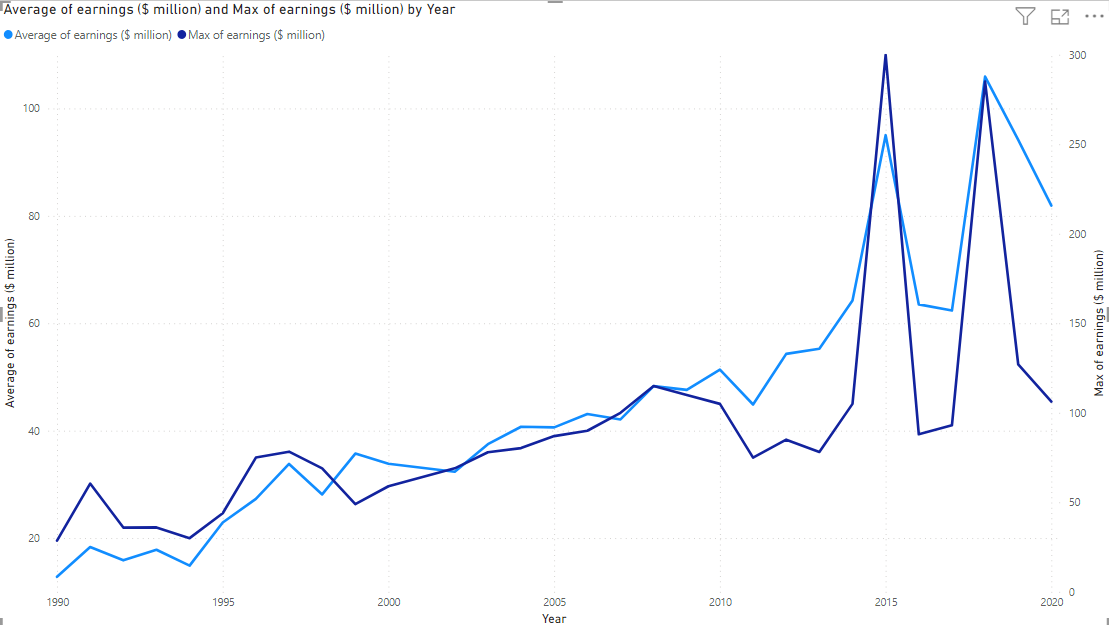 Average of earnings ($ million) and Max of earnings ($ million) by Year
Average of earnings ($ million) Max of earnings ($ million)
300
100
250
80
200
Average of earnings ($ million)
60
150
Max of earnings ($ million)
40
100
50
20
0
1990 1995 2000 2005 2010 2015 2020
Year